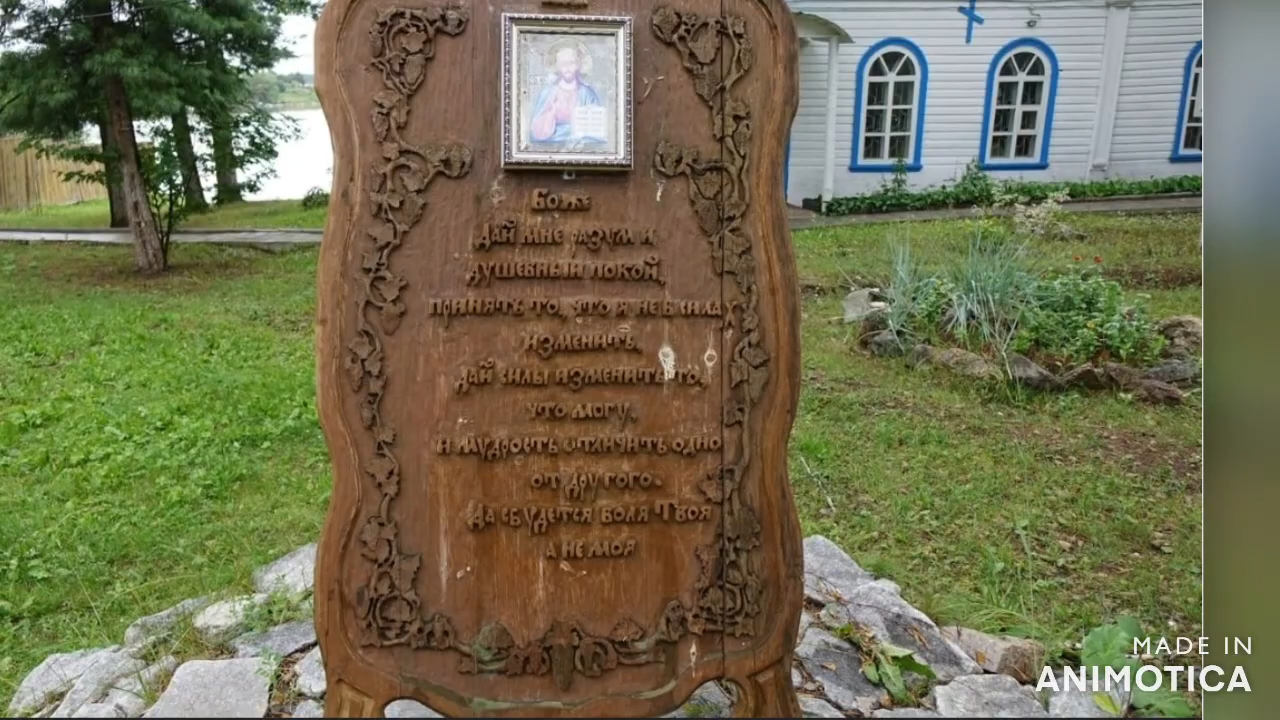 Боже
Дай мне разум и
душевный покой,
принять то, что я не в силах
изменить,
Дай силы изменить то,
что могу,
и мудрость отличить одно
от другого.
Да сбудется воля Твоя
а не моя
MADE IN
ANIMOTICA